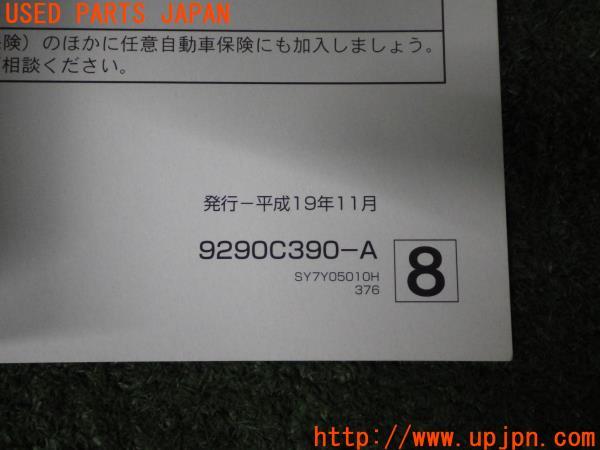 USED PARTS JAPAN
険）のほかに任意自動車保険にも加入しましょう。
相談ください。
発行－平成19年11月
9290C390－A
8
SY7Y05010H
376
http://www.upjpn.com